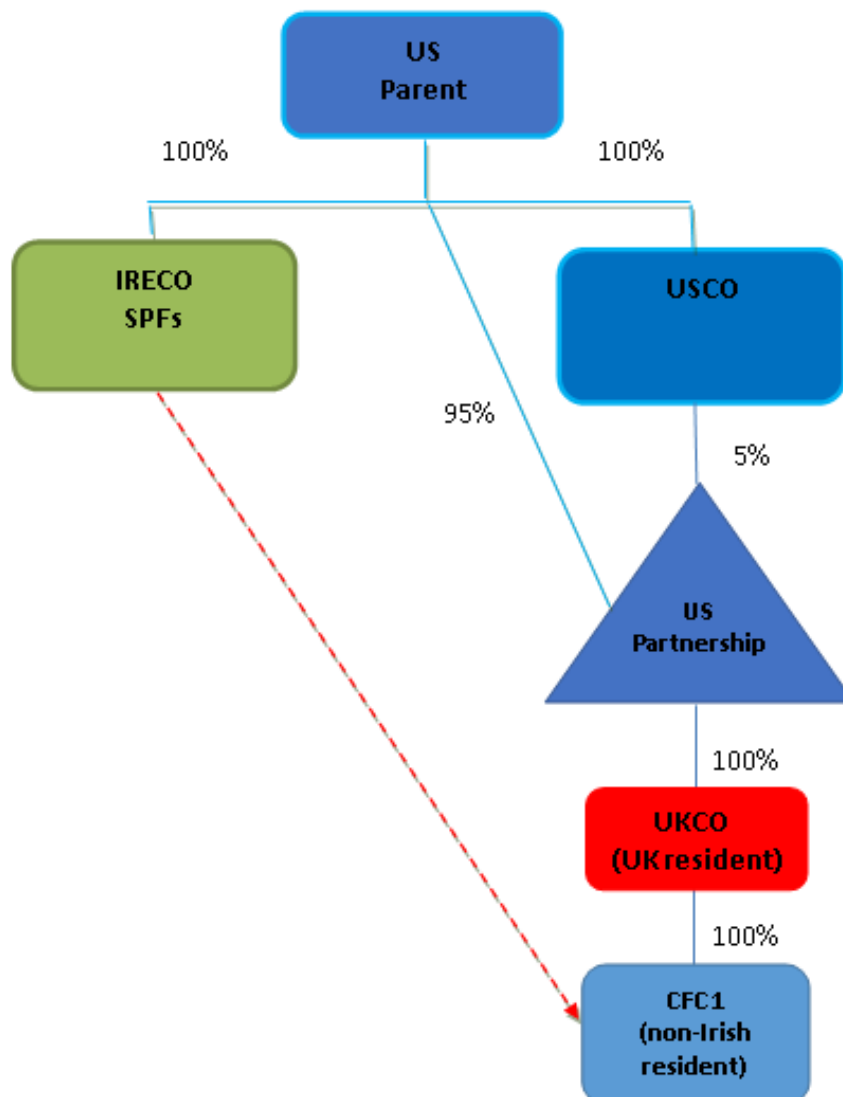 US
Parent
100%
100%
IRECO
SPFs
USCO
95%
5%
US
Partnership
100%
UKCO
(UK resident)
100%
CFC1
(non-Irish
resident)